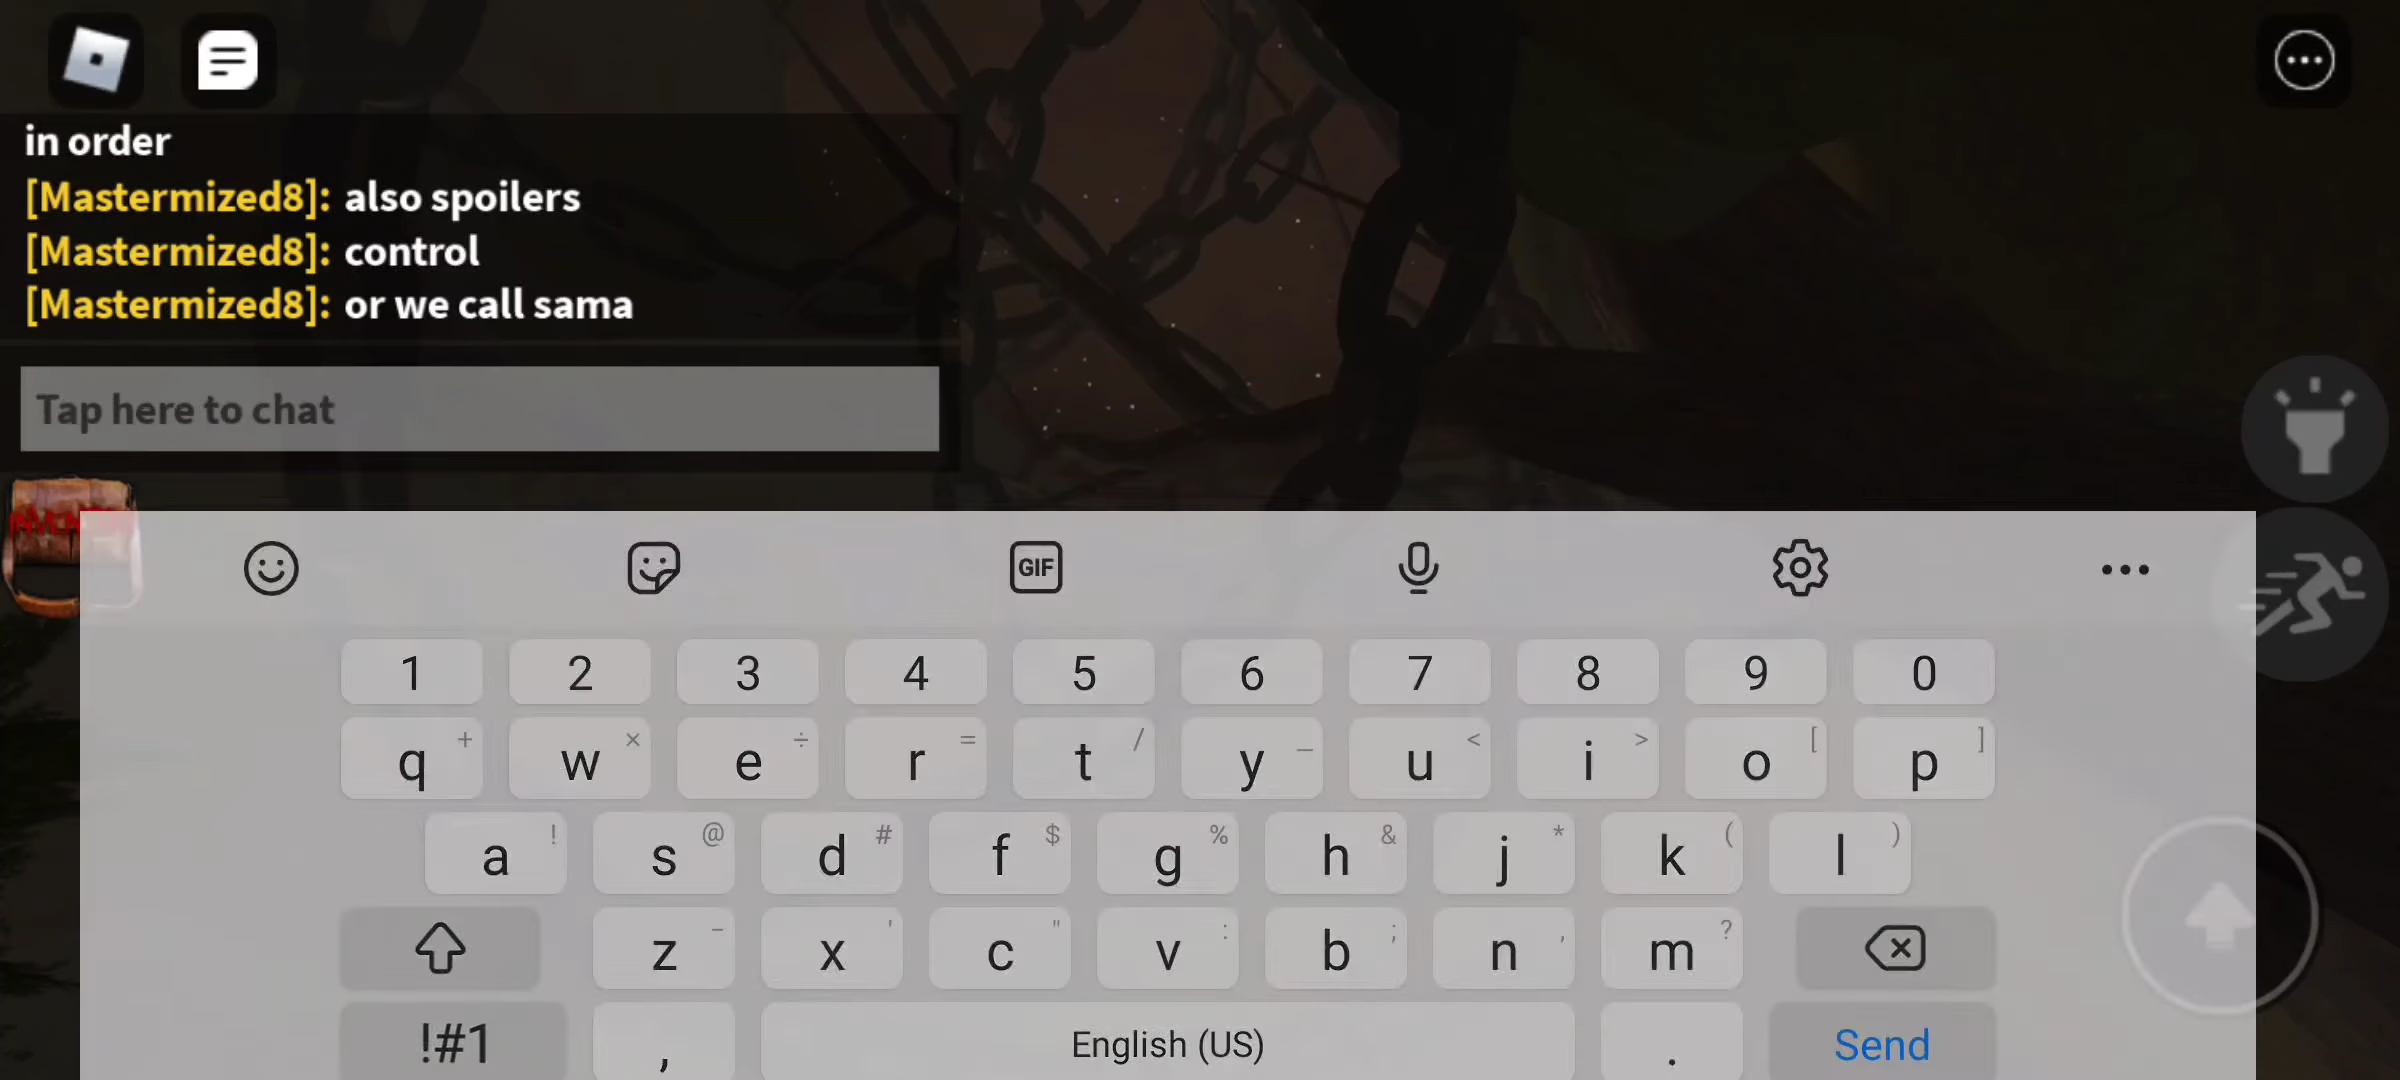 in order
[Mastermized8]: also spoilers
[Mastermized8]: control
[Mastermized8]: or we call sama
Tap here to chat
GIF
1 2 3 4 5 6 7 8 9 0
q + w × e ÷ r = t / y _ u < i > o [ p ]
a ! s @ d # f $ g % h & j * k ( l )
z - x ' c " v : b ; n , m ?
!#1 , English (US) . Send